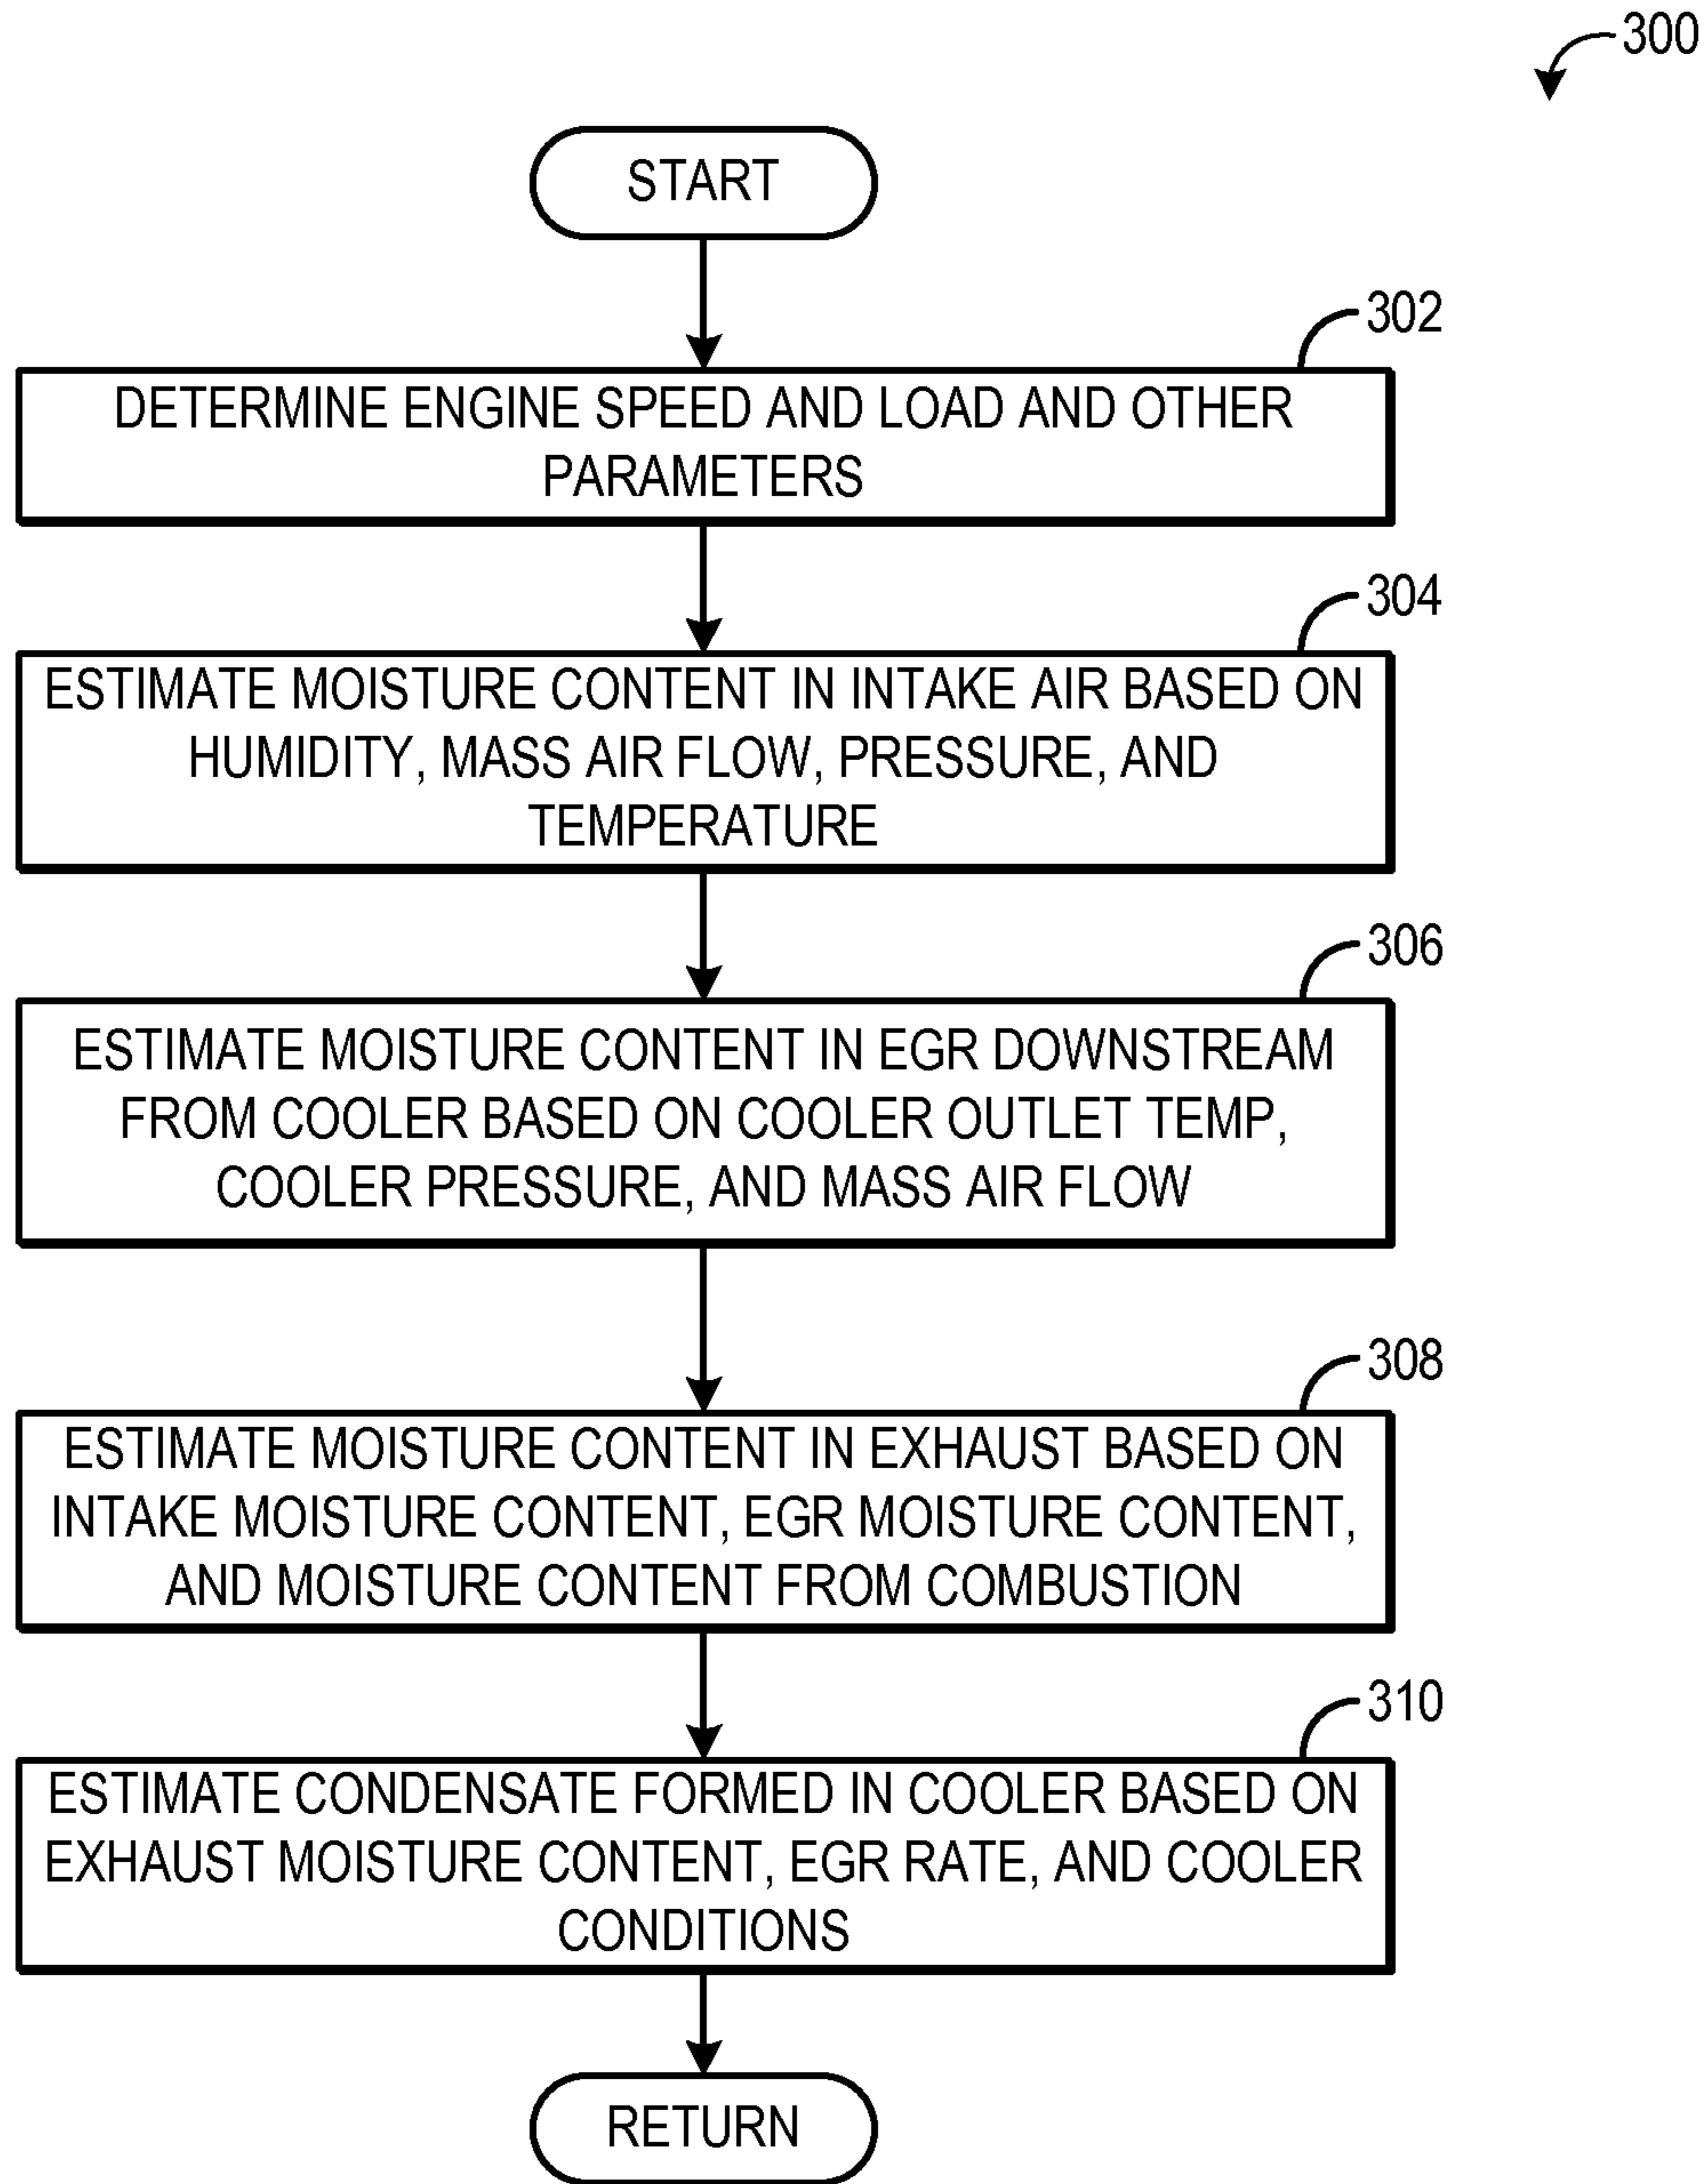 300
START
302
DETERMINE ENGINE SPEED AND LOAD AND OTHER
PARAMETERS
304
ESTIMATE MOISTURE CONTENT IN INTAKE AIR BASED ON
HUMIDITY, MASS AIR FLOW, PRESSURE, AND
TEMPERATURE
306
ESTIMATE MOISTURE CONTENT IN EGR DOWNSTREAM
FROM COOLER BASED ON COOLER OUTLET TEMP,
COOLER PRESSURE, AND MASS AIR FLOW
308
ESTIMATE MOISTURE CONTENT IN EXHAUST BASED ON
INTAKE MOISTURE CONTENT, EGR MOISTURE CONTENT,
AND MOISTURE CONTENT FROM COMBUSTION
310
ESTIMATE CONDENSATE FORMED IN COOLER BASED ON
EXHAUST MOISTURE CONTENT, EGR RATE, AND COOLER
CONDITIONS
RETURN